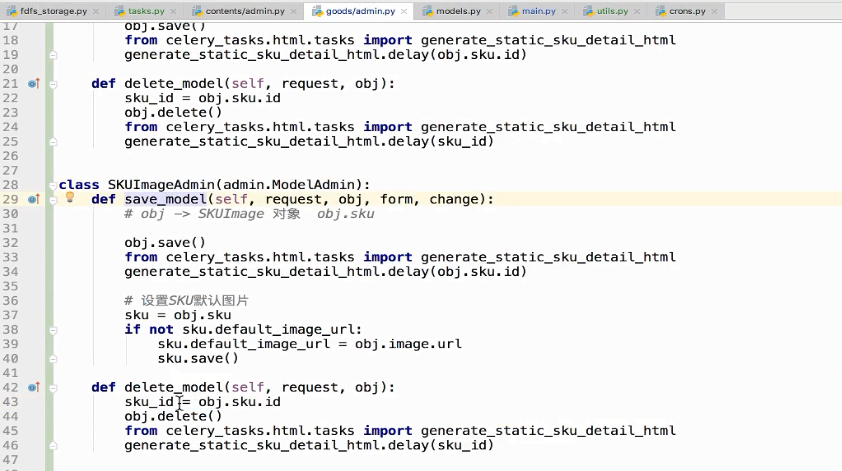 fdfs_storage.py tasks.py contents/admin.py goods/admin.py models.py main.py utils.py crons.py
17 obj.save()
18 from celery_tasks.html.tasks import generate_static_sku_detail_html
19 generate_static_sku_detail_html.delay(obj.sku.id)
20
21 def delete_model(self, request, obj):
22 sku_id = obj.sku.id
23 obj.delete()
24 from celery_tasks.html.tasks import generate_static_sku_detail_html
25 generate_static_sku_detail_html.delay(sku_id)
26
27
28 class SKUImageAdmin(admin.ModelAdmin):
29 def save_model(self, request, obj, form, change):
30 # obj -> SKUImage 对象 obj.sku
31
32 obj.save()
33 from celery_tasks.html.tasks import generate_static_sku_detail_html
34 generate_static_sku_detail_html.delay(obj.sku.id)
35
36 # 设置SKU默认图片
37 sku = obj.sku
38 if not sku.default_image_url:
39 sku.default_image_url = obj.image.url
40 sku.save()
41
42 def delete_model(self, request, obj):
43 sku_id = obj.sku.id
44 obj.delete()
45 from celery_tasks.html.tasks import generate_static_sku_detail_html
46 generate_static_sku_detail_html.delay(sku_id)
47